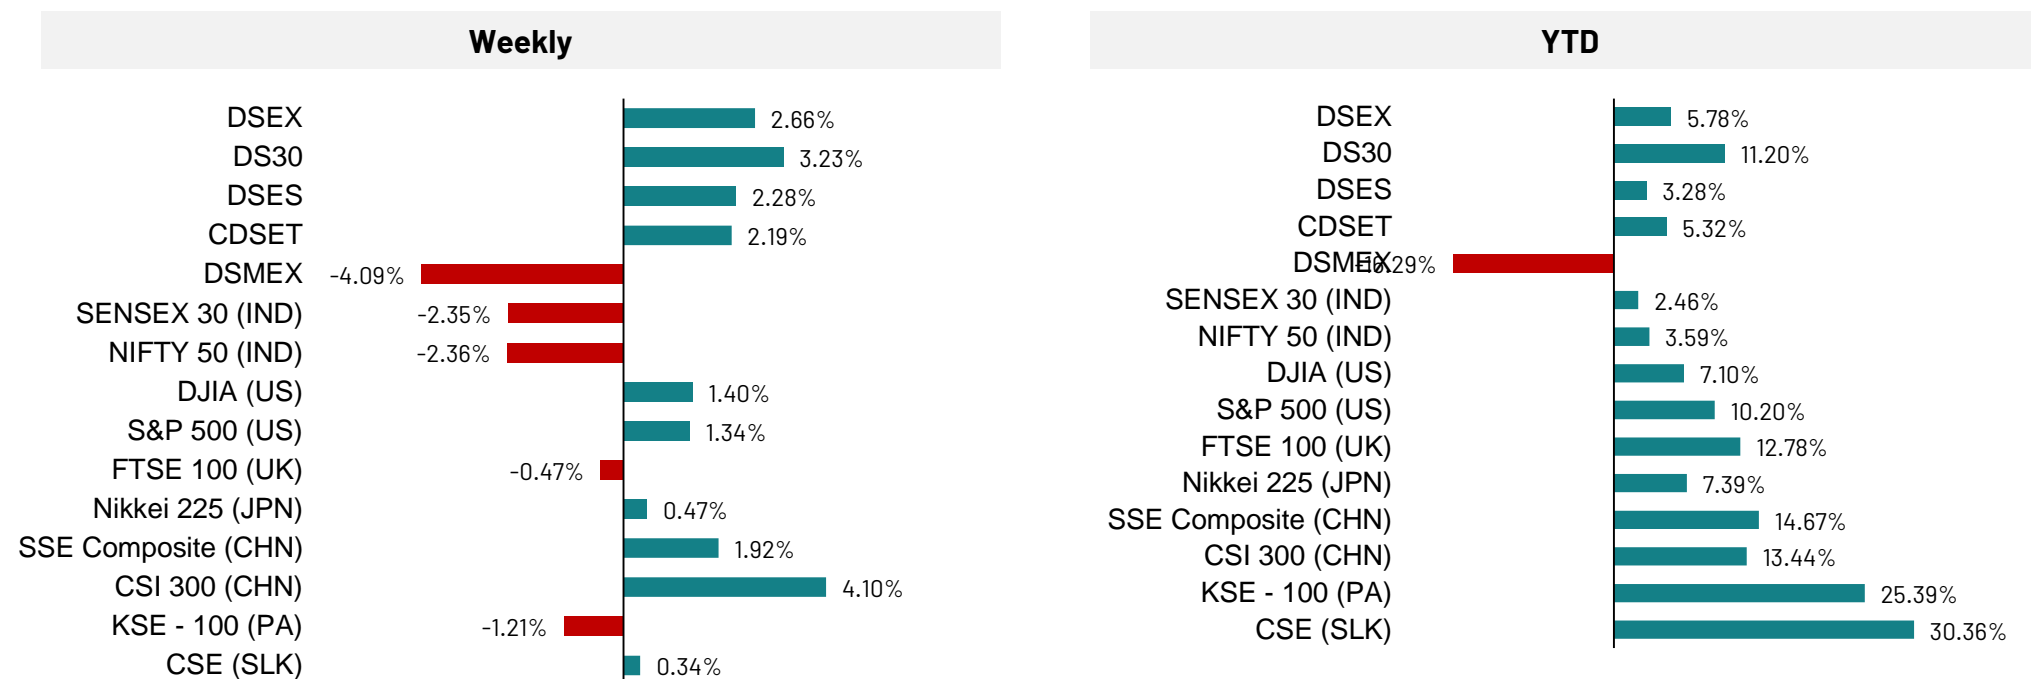 Weekly
DSEX 2.66%
DS30 3.23%
DSES 2.28%
CDSET 2.19%
DSMEX -4.09%
SENSEX 30 (IND) -2.35%
NIFTY 50 (IND) -2.36%
DJIA (US) 1.40%
S&P 500 (US) 1.34%
FTSE 100 (UK) -0.47%
Nikkei 225 (JPN) 0.47%
SSE Composite (CHN) 1.92%
CSI 300 (CHN) 4.10%
KSE - 100 (PA) -1.21%
CSE (SLK) 0.34%
YTD
DSEX 5.78%
DS30 11.20%
DSES 3.28%
CDSET 5.32%
DSMEX -16.29%
SENSEX 30 (IND) 2.46%
NIFTY 50 (IND) 3.59%
DJIA (US) 7.10%
S&P 500 (US) 10.20%
FTSE 100 (UK) 12.78%
Nikkei 225 (JPN) 7.39%
SSE Composite (CHN) 14.67%
CSI 300 (CHN) 13.44%
KSE - 100 (PA) 25.39%
CSE (SLK) 30.36%